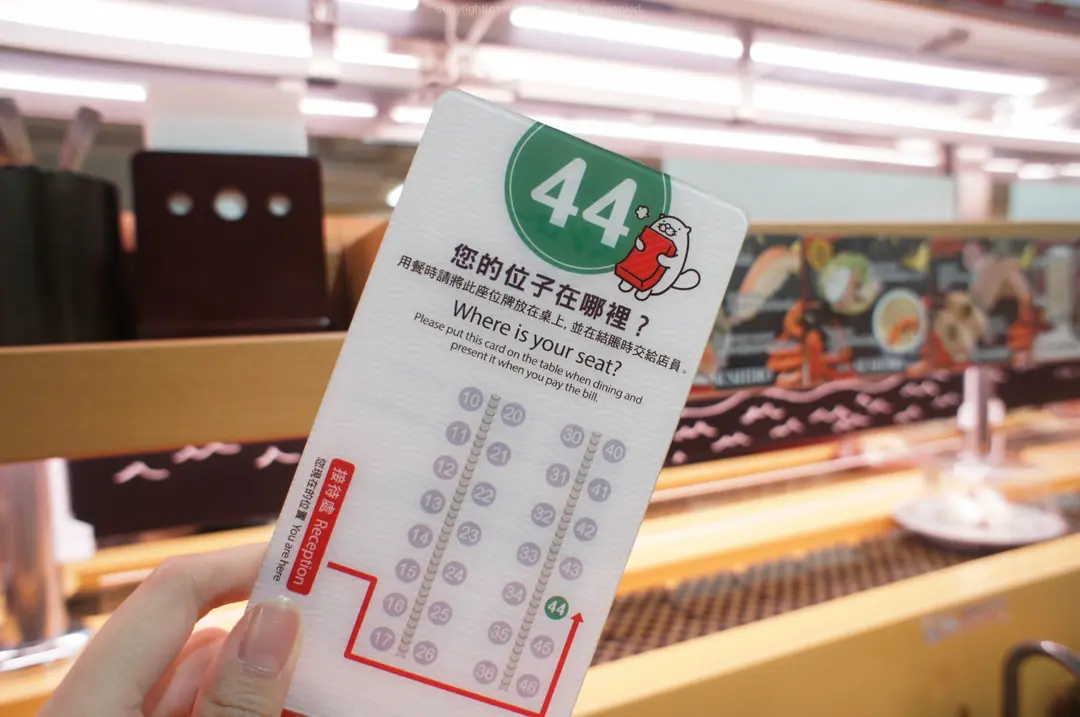 44
您的位子在哪裡？
用餐時請將此座位牌放在桌上, 並在結賬時交給店員。
Where is your seat?
Please put this card on the table when dining and
present it when you pay the bill.
10 20 30 40
11 21 31 41
12 22 32 42
13 23 33 43
14 24 34 44
15 25 35 45
16 26 36 46
17
接待處 Reception
您現在的位置 You are here
SUSHIRO